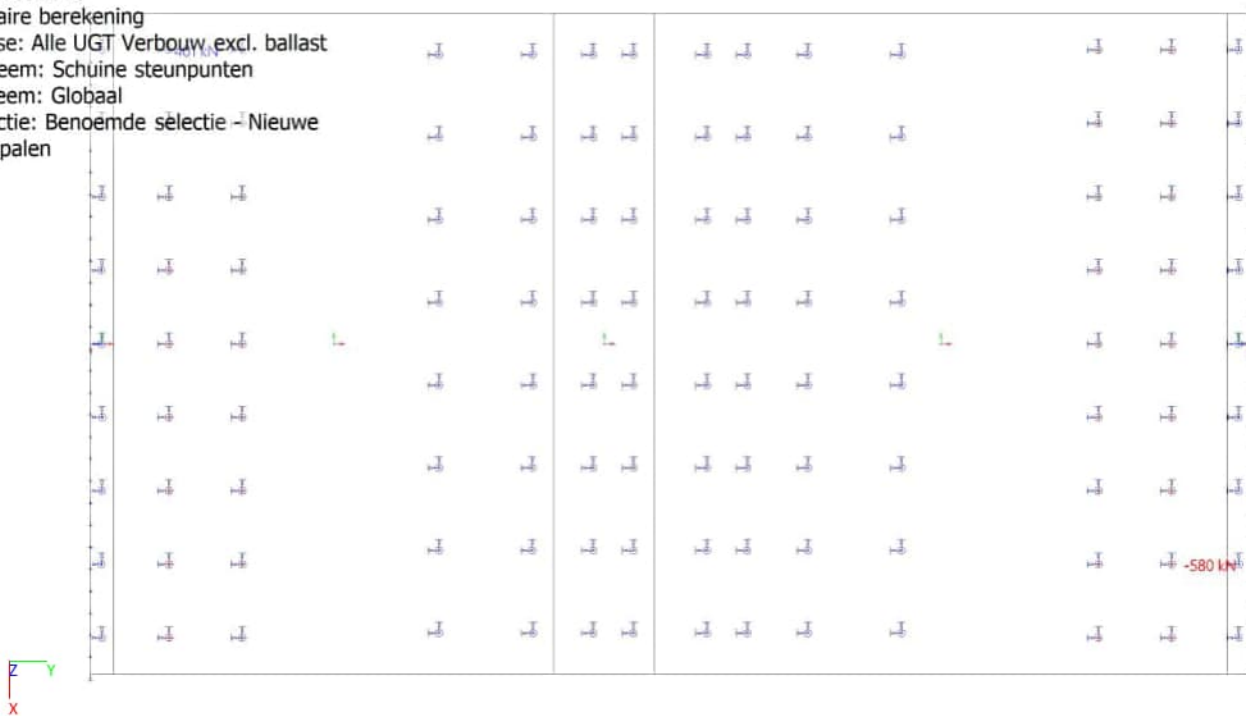 aire berekening
se: Alle UGT Verbouw excl. ballast
eem: Schuine steunpunten
eem: Globaal
ctie: Benoemde selectie - Nieuwe
palen
-580 kN
Z Y
X